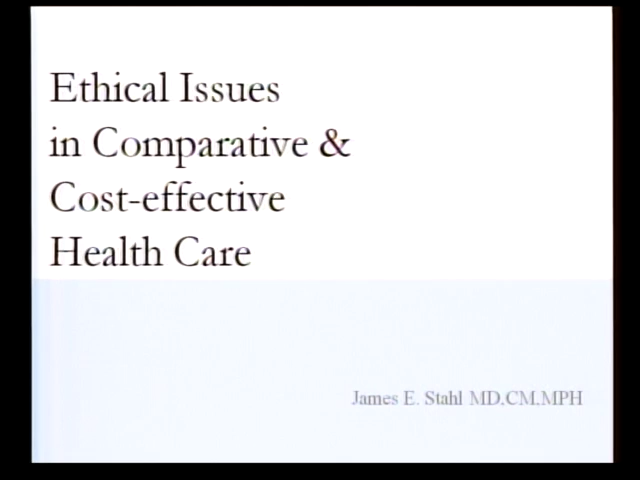 Ethical Issues
in Comparative &
Cost-effective
Health Care
James E. Stahl MD,CM,MPH